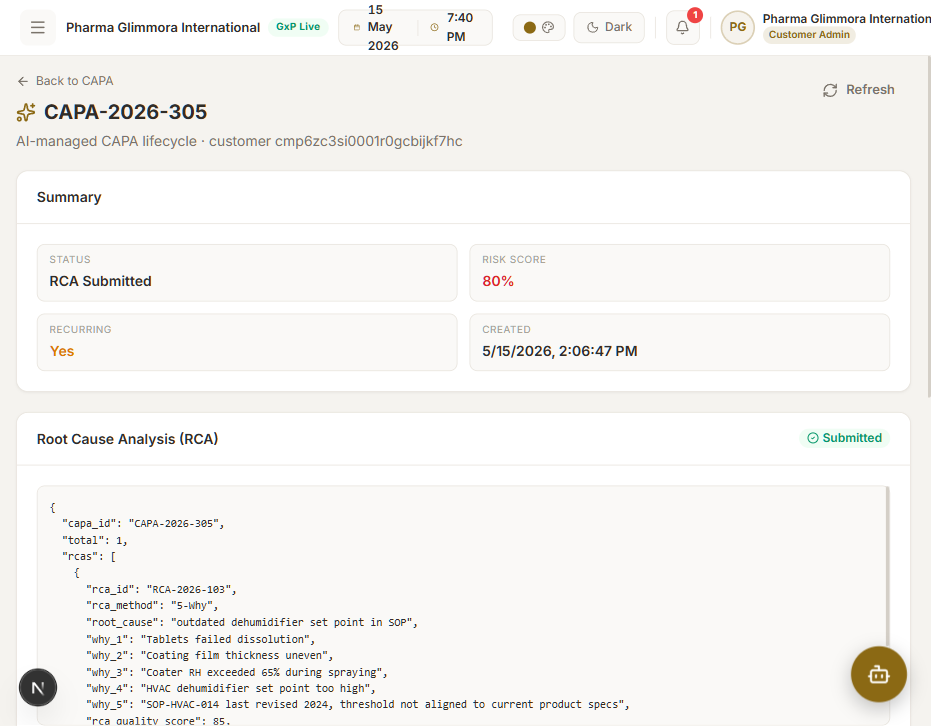 Pharma Glimmora International
GxP Live
15
May
2026
7:40
PM
Dark
1
PG
Pharma Glimmora Internation
Customer Admin
Back to CAPA
Refresh
CAPA-2026-305
AI-managed CAPA lifecycle · customer cmp6zc3si0001r0gcbijkf7hc
Summary
STATUS
RCA Submitted
RISK SCORE
80%
RECURRING
Yes
CREATED
5/15/2026, 2:06:47 PM
Root Cause Analysis (RCA)
Submitted
{
"capa_id": "CAPA-2026-305",
"total": 1,
"rcas": [
{
"rca_id": "RCA-2026-103",
"rca_method": "5-Why",
"root_cause": "outdated dehumidifier set point in SOP",
"why_1": "Tablets failed dissolution",
"why_2": "Coating film thickness uneven",
"why_3": "Coater RH exceeded 65% during spraying",
"why_4": "HVAC dehumidifier set point too high",
"why_5": "SOP-HVAC-014 last revised 2024, threshold not aligned to current product specs",
"rca_quality_score": 85,
N